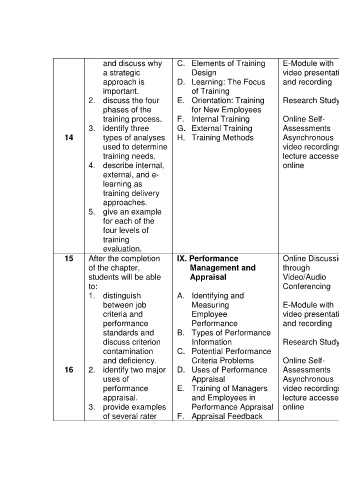 and discuss why
a strategic
approach is
important.
2. discuss the four
phases of the
training process.
14
3. identify three
types of analyses
used to determine
training needs.
4. describe internal,
external, and e-
learning as
training delivery
approaches.
5. give an example
for each of the
four levels of
training
evaluation.
C. Elements of Training
Design
D. Learning: The Focus
of Training
E. Orientation: Training
for New Employees
F. Internal Training
G. External Training
H. Training Methods
E-Module with
video presentati
and recording
Research Study
Online Self-
Assessments
Asynchronous
video recordings
lecture accesse
online
15
After the completion
of the chapter,
students will be able
to:
1. distinguish
between job
criteria and
performance
standards and
discuss criterion
contamination
and deficiency.
16
2. identify two major
uses of
performance
appraisal.
3. provide examples
of several rater
IX. Performance
Management and
Appraisal
A. Identifying and
Measuring
Employee
Performance
B. Types of Performance
Information
C. Potential Performance
Criteria Problems
D. Uses of Performance
Appraisal
E. Training of Managers
and Employees in
Performance Appraisal
F. Appraisal Feedback
Online Discussi
through
Video/Audio
Conferencing
E-Module with
video presentati
and recording
Research Study
Online Self-
Assessments
Asynchronous
video recordings
lecture accesse
online